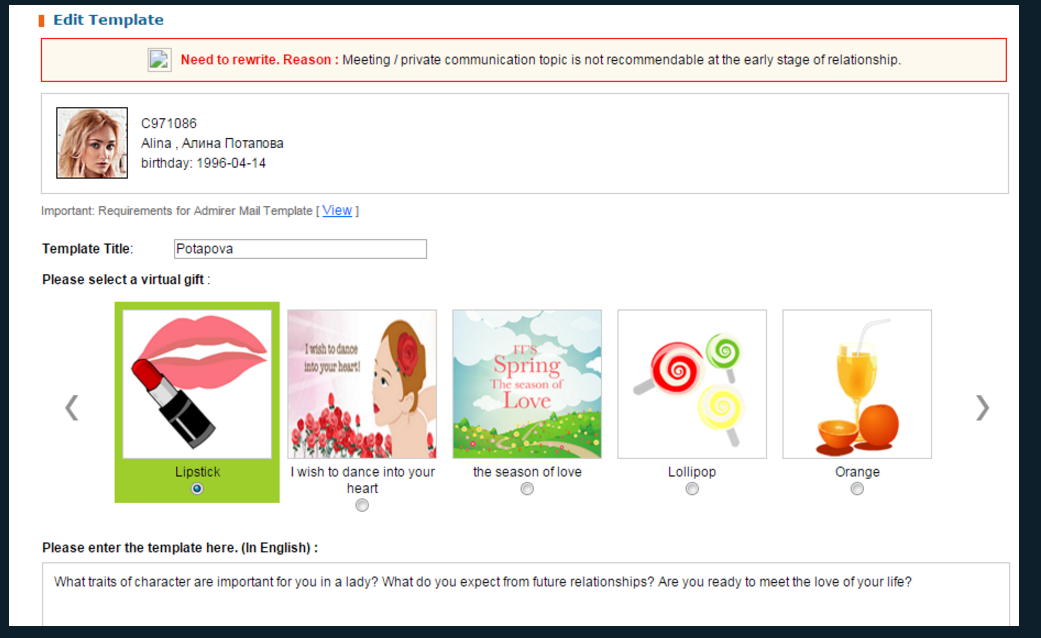 Edit Template
Need to rewrite. Reason : Meeting / private communication topic is not recommendable at the early stage of relationship.
C971086
Alina , Алина Потапова
birthday: 1996-04-14
Important: Requirements for Admirer Mail Template [ View ]
Template Title: Potapova
Please select a virtual gift :
I wish to dance
into your heart!
IT'S
Spring
The season of
Love
Lipstick
I wish to dance into your
heart
the season of love
Lollipop
Orange
Please enter the template here. (In English) :
What traits of character are important for you in a lady? What do you expect from future relationships? Are you ready to meet the love of your life?